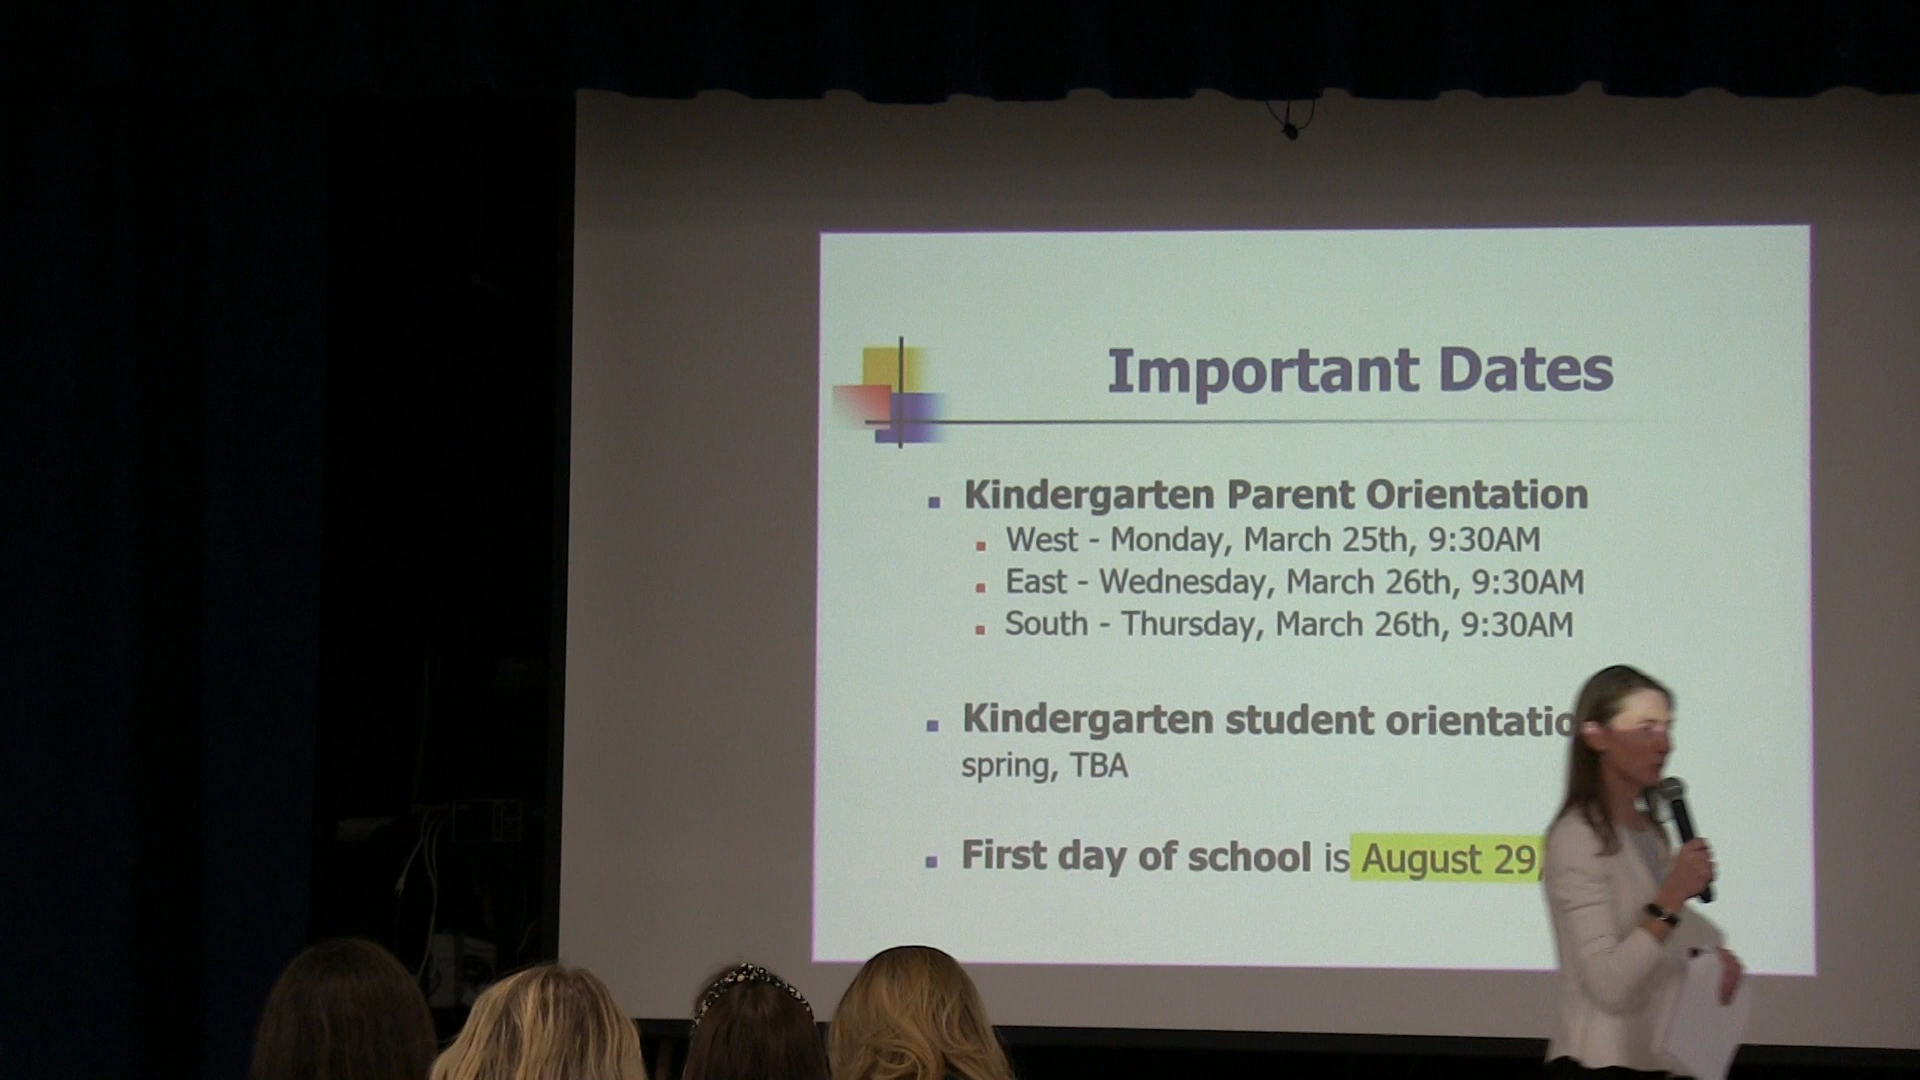 Important Dates
Kindergarten Parent Orientation
West - Monday, March 25th, 9:30AM
East - Wednesday, March 26th, 9:30AM
South - Thursday, March 26th, 9:30AM
Kindergarten student orientatio
spring, TBA
First day of school is August 29,